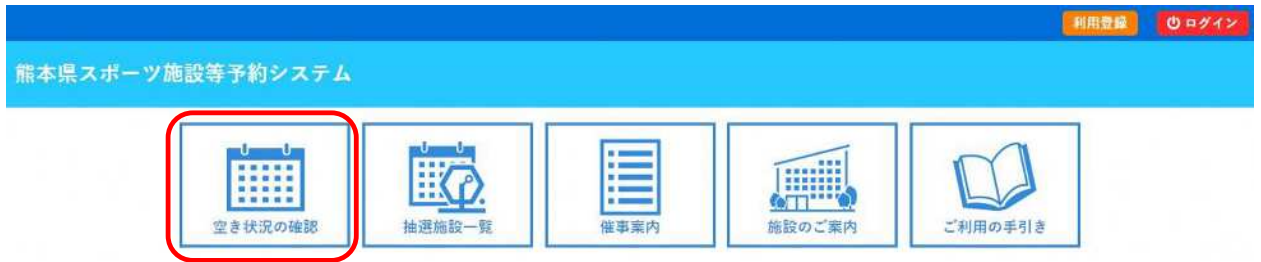 利用登録 ログイン
熊本県スポーツ施設等予約システム
空き状況の確認 抽選施設一覧 催事案内 施設のご案内 ご利用の手引き